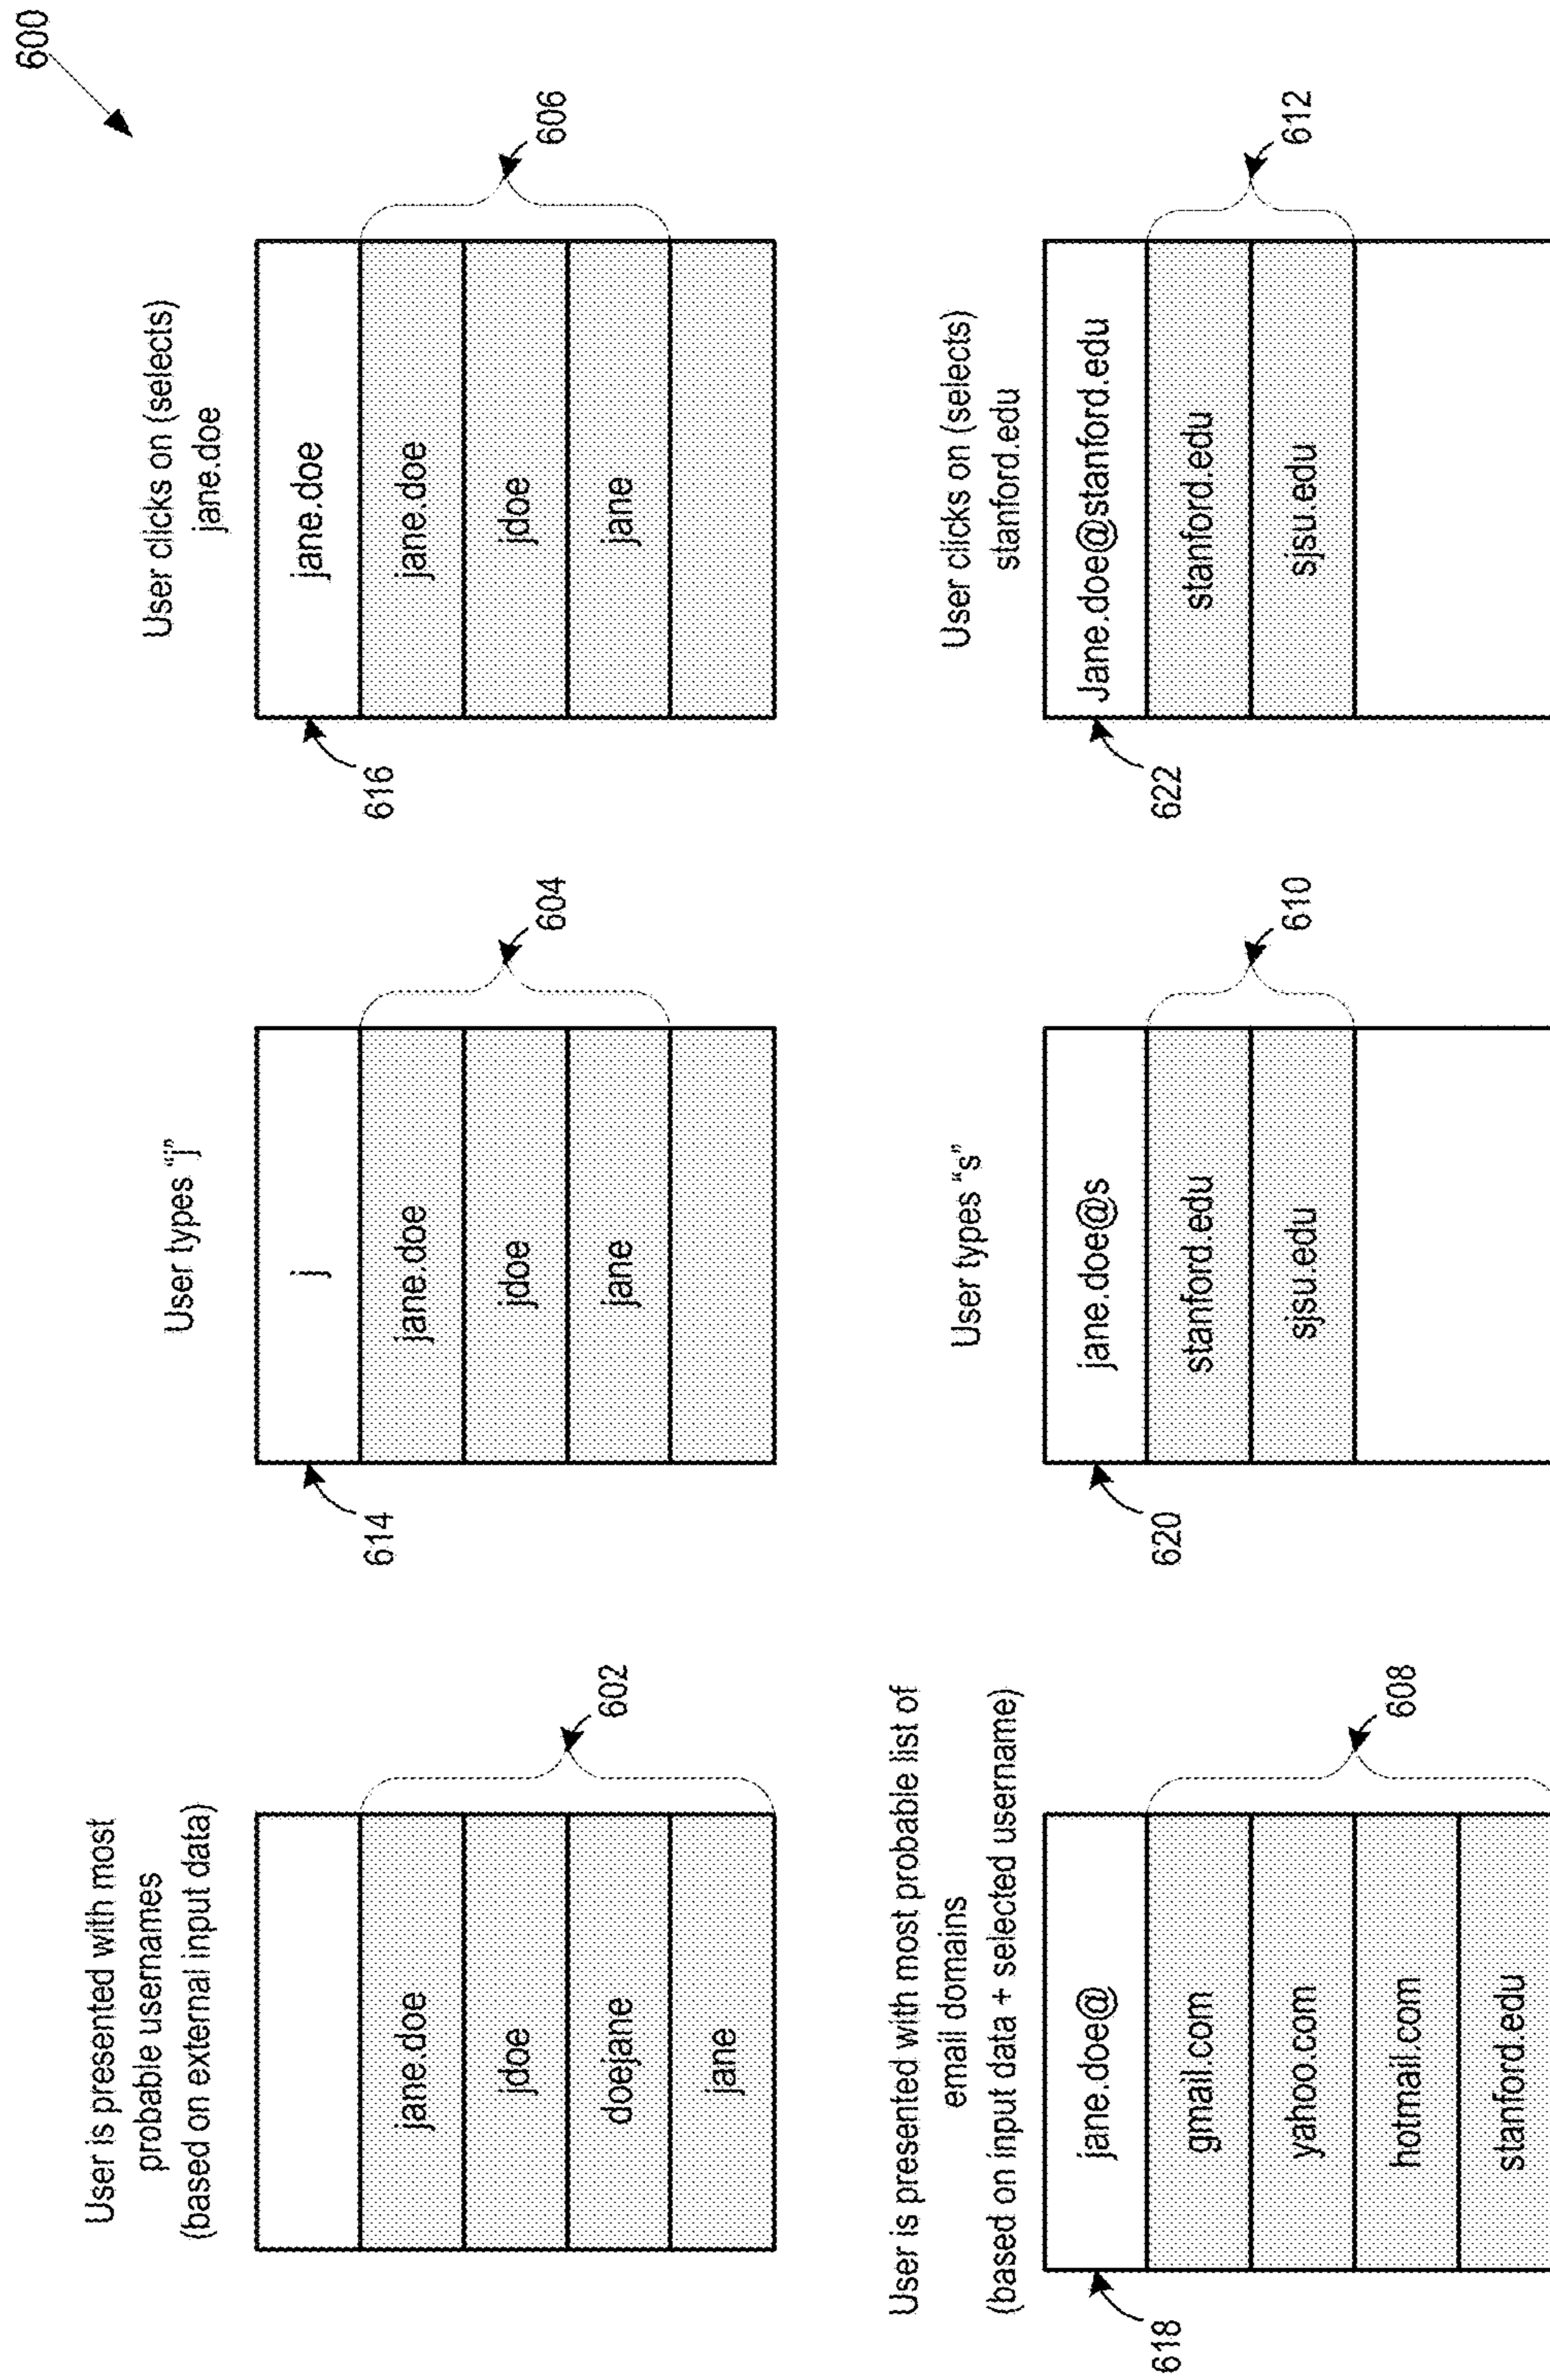 600
User is presented with most
probable usernames
(based on external input data)
jane.doe
jdoe
doejane
jane
602
User types "j"
614
j
jane.doe
jdoe
jane
604
User clicks on (selects)
jane.doe
616
jane.doe
jane.doe
jdoe
jane
606
User is presented with most probable list of
email domains
(based on input data + selected username)
618
jane.doe@
gmail.com
yahoo.com
hotmail.com
stanford.edu
608
User types "s"
620
jane.doe@s
stanford.edu
sjsu.edu
610
User clicks on (selects)
stanford.edu
622
Jane.doe@stanford.edu
stanford.edu
sjsu.edu
612